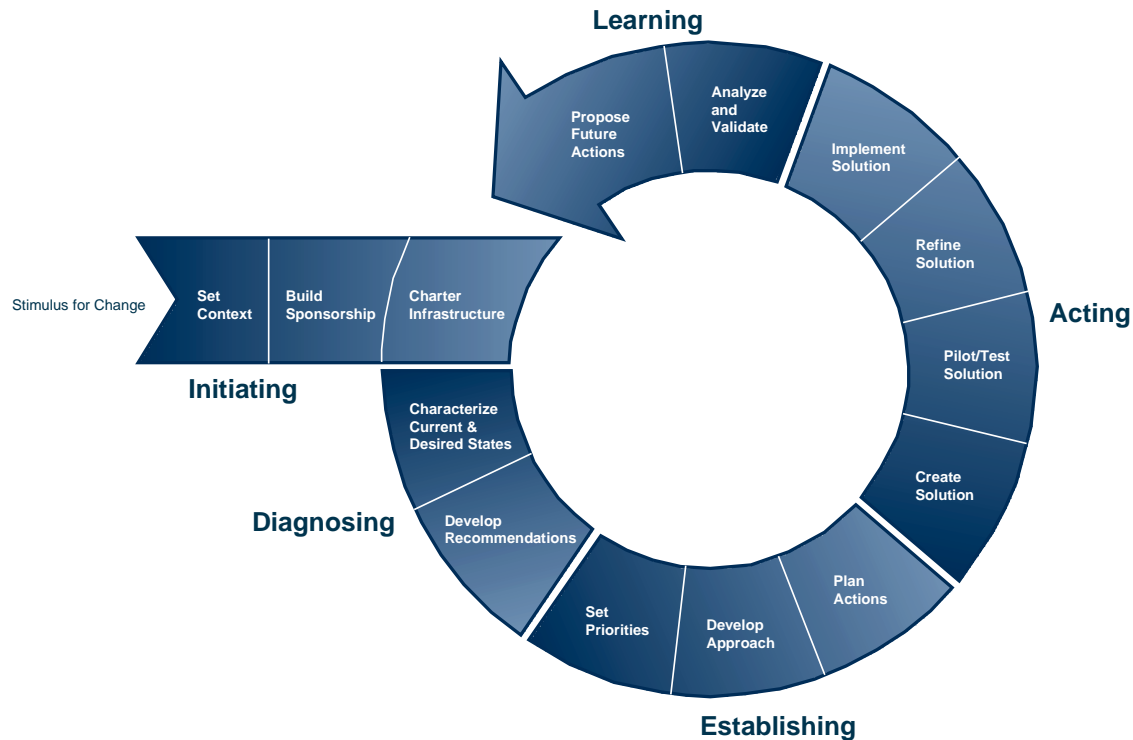 Learning
Analyze
and
Validate
Propose
Future
Actions
Implement
Solution
Refine
Solution
Acting
Pilot/Test
Solution
Create
Solution
Stimulus for Change
Set
Context
Build
Sponsorship
Charter
Infrastructure
Initiating
Characterize
Current &
Desired States
Diagnosing
Develop
Recommendations
Set
Priorities
Develop
Approach
Plan
Actions
Establishing